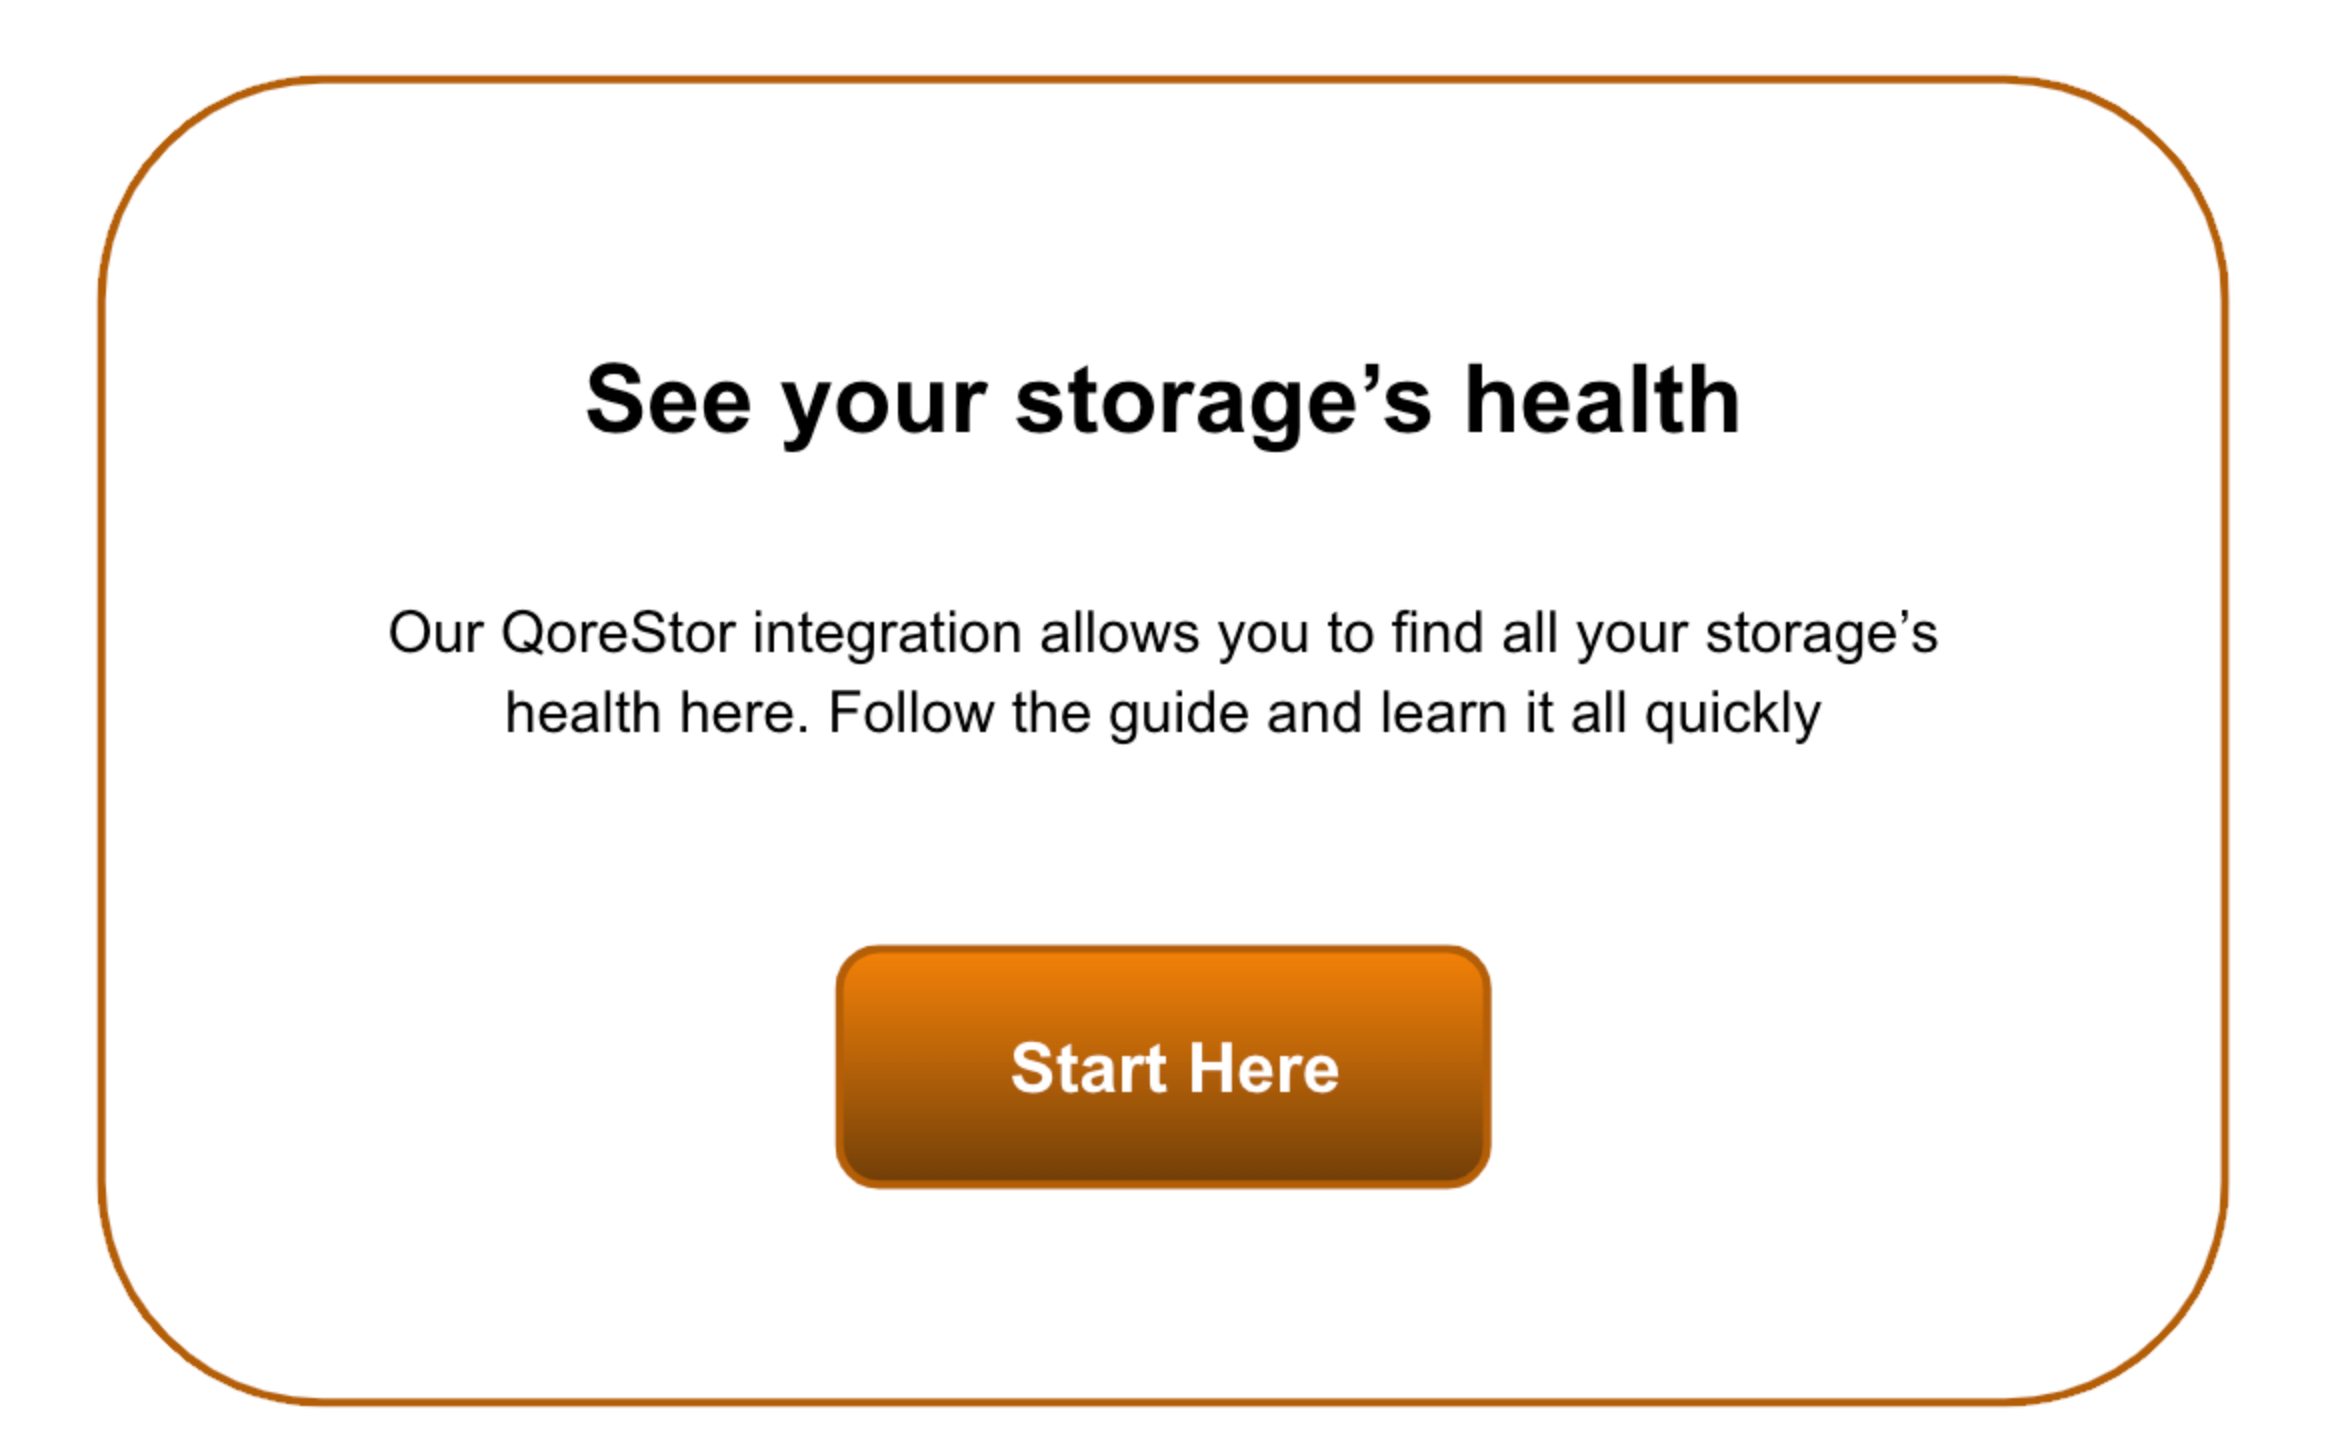 See your storage’s health
Our QoreStor integration allows you to find all your storage’s
health here. Follow the guide and learn it all quickly
Start Here